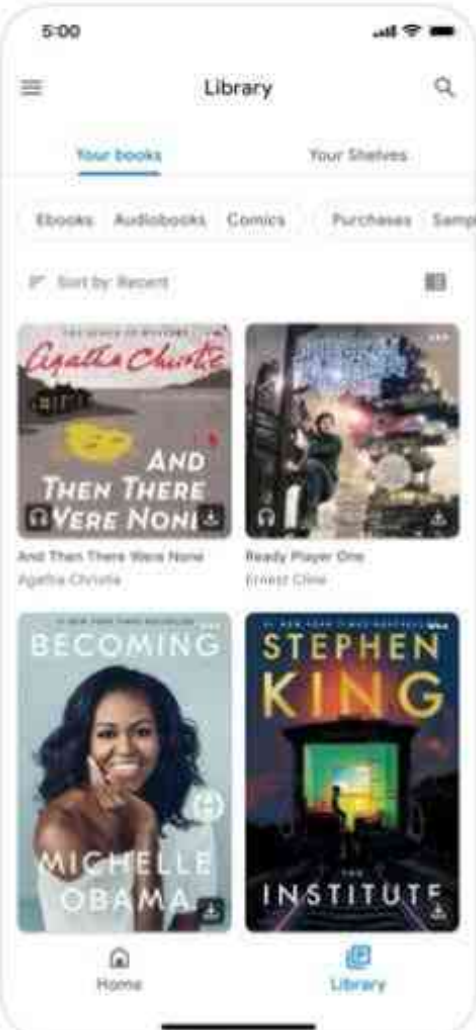 5:00
Library
Your books
Your Shelves
Ebooks Audiobooks Comics Purchases Samp
Sort by: Recent
Agatha Christie
AND
THEN THERE
WERE NONE
And Then There Were None
Agatha Christie
Ready Player One
Ernest Cline
BECOMING
MICHELLE
OBAMA
STEPHEN
KING
THE
INSTITUTE
Home
Library